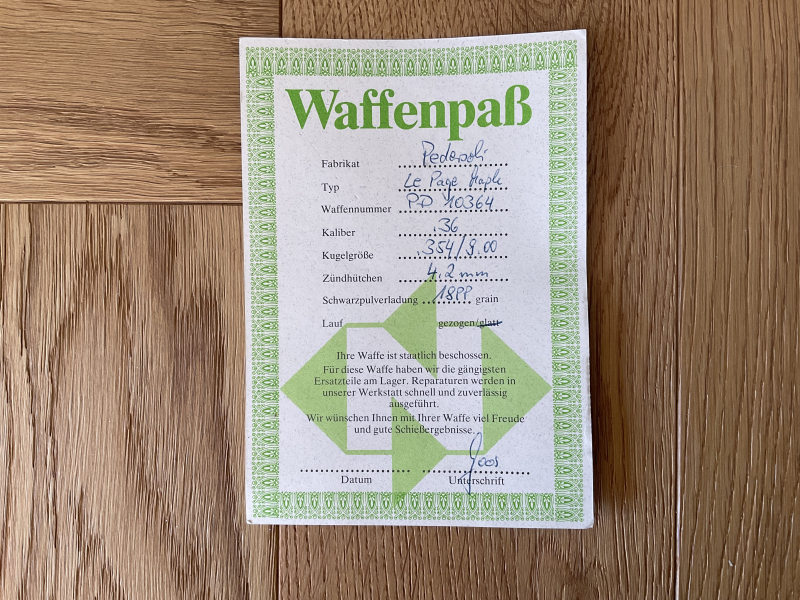 Waffenpaß
Fabrikat Pedersoli
Typ Le Page
Waffennummer PD 10364
Kaliber .36
Kugelgröße .354/9.00
Zündhütchen 4,2 mm
Schwarzpulverladung 18PP grain
Lauf gezogen/glatt
Ihre Waffe ist staatlich beschossen.
Für diese Waffe haben wir die gängigsten
Ersatzteile am Lager. Reparaturen werden in
unserer Werkstatt schnell und zuverlässig
ausgeführt.
Wir wünschen Ihnen mit Ihrer Waffe viel Freude
und gute Schießergebnisse.
Datum Unterschrift